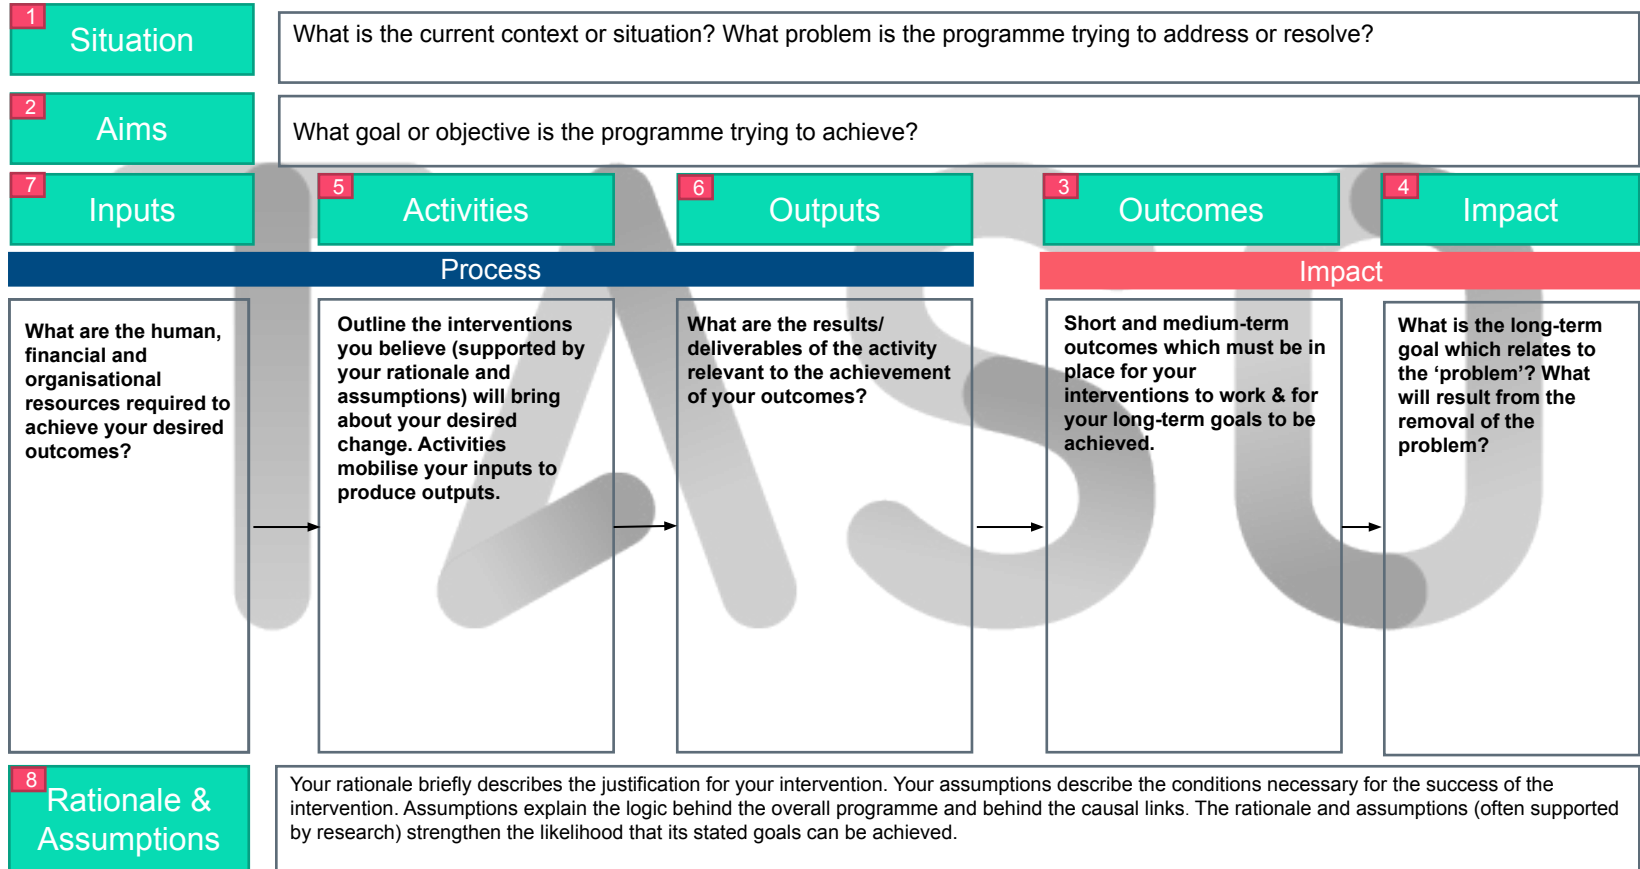 1
Situation
What is the current context or situation? What problem is the programme trying to address or resolve?
2
Aims
What goal or objective is the programme trying to achieve?
7
Inputs
5
Activities
6
Outputs
3
Outcomes
4
Impact
Process
Impact
What are the human,
financial and
organisational
resources required to
achieve your desired
outcomes?
Outline the interventions
you believe (supported by
your rationale and
assumptions) will bring
about your desired
change. Activities
mobilise your inputs to
produce outputs.
What are the results/
deliverables of the activity
relevant to the achievement
of your outcomes?
Short and medium-term
outcomes which must be in
place for your
interventions to work & for
your long-term goals to be
achieved.
What is the long-term
goal which relates to
the ‘problem’? What
will result from the
removal of the
problem?
TASO
8
Rationale &
Assumptions
Your rationale briefly describes the justification for your intervention. Your assumptions describe the conditions necessary for the success of the
intervention. Assumptions explain the logic behind the overall programme and behind the causal links. The rationale and assumptions (often supported
by research) strengthen the likelihood that its stated goals can be achieved.